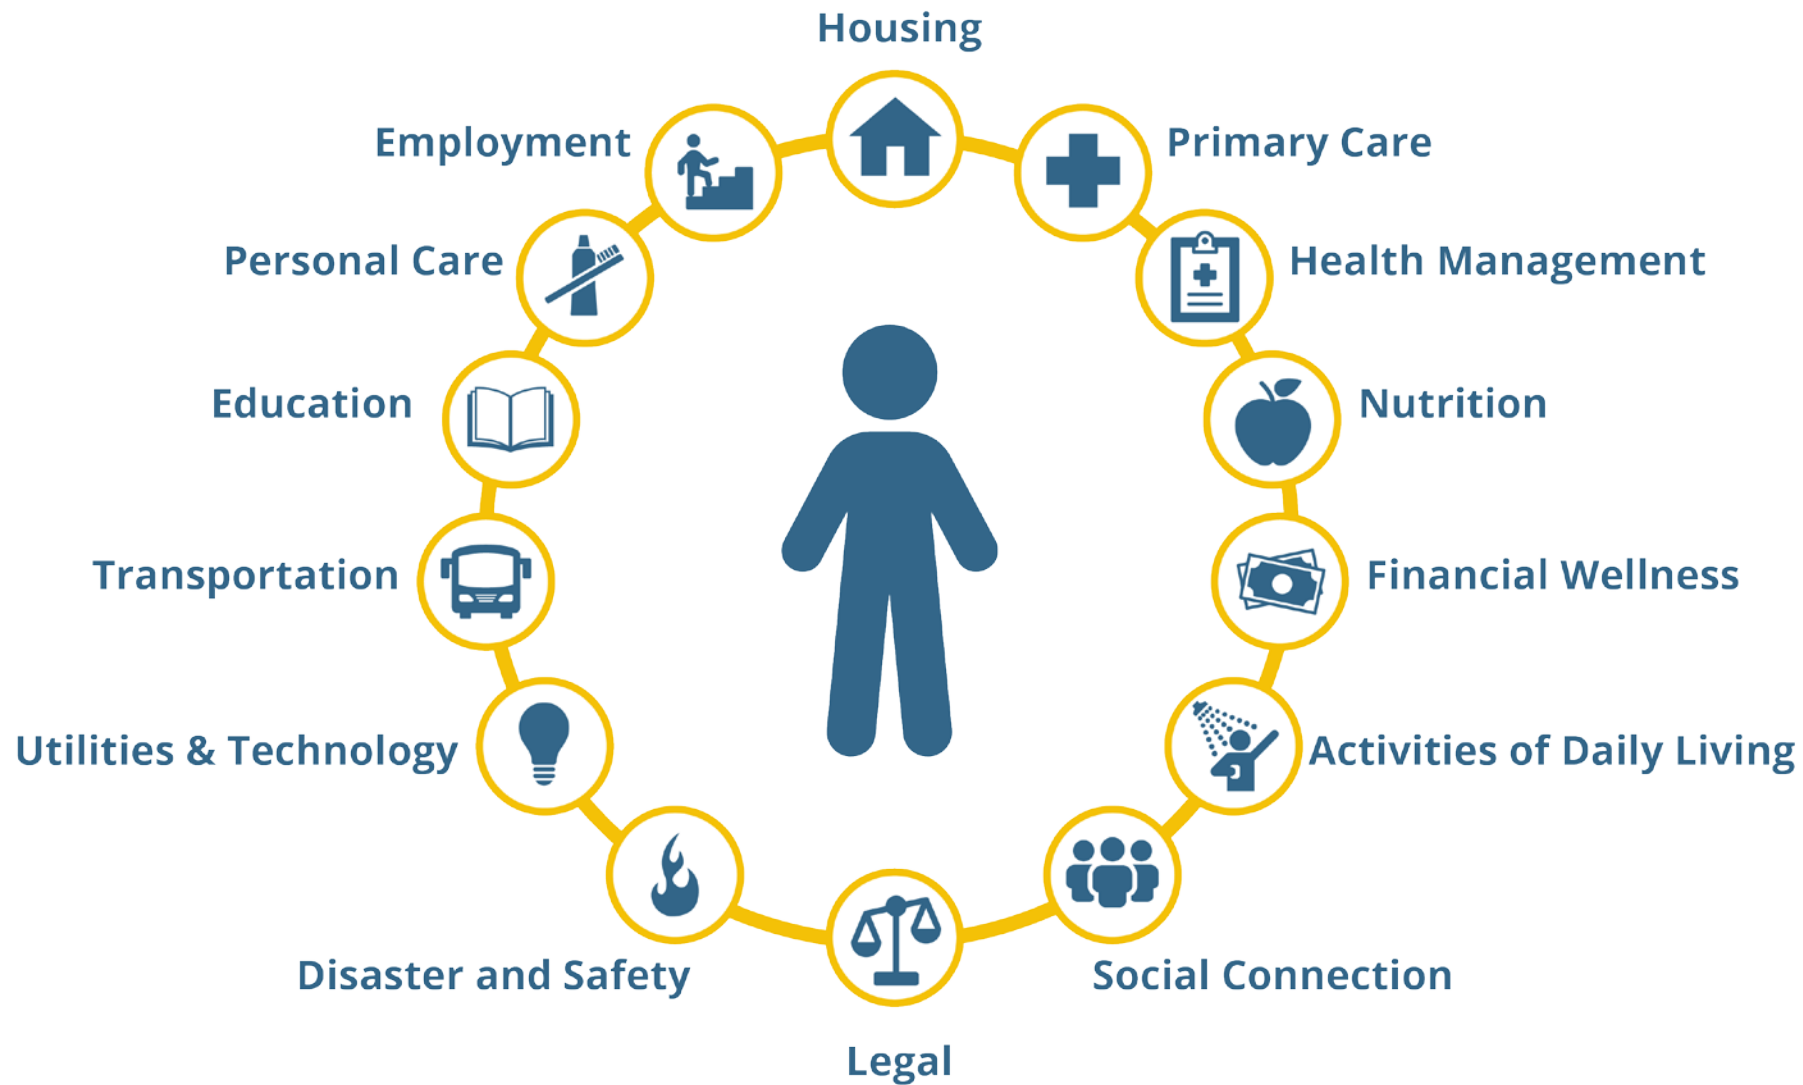 Housing
Primary Care
Health Management
Nutrition
Financial Wellness
Activities of Daily Living
Social Connection
Legal
Disaster and Safety
Utilities & Technology
Transportation
Education
Personal Care
Employment